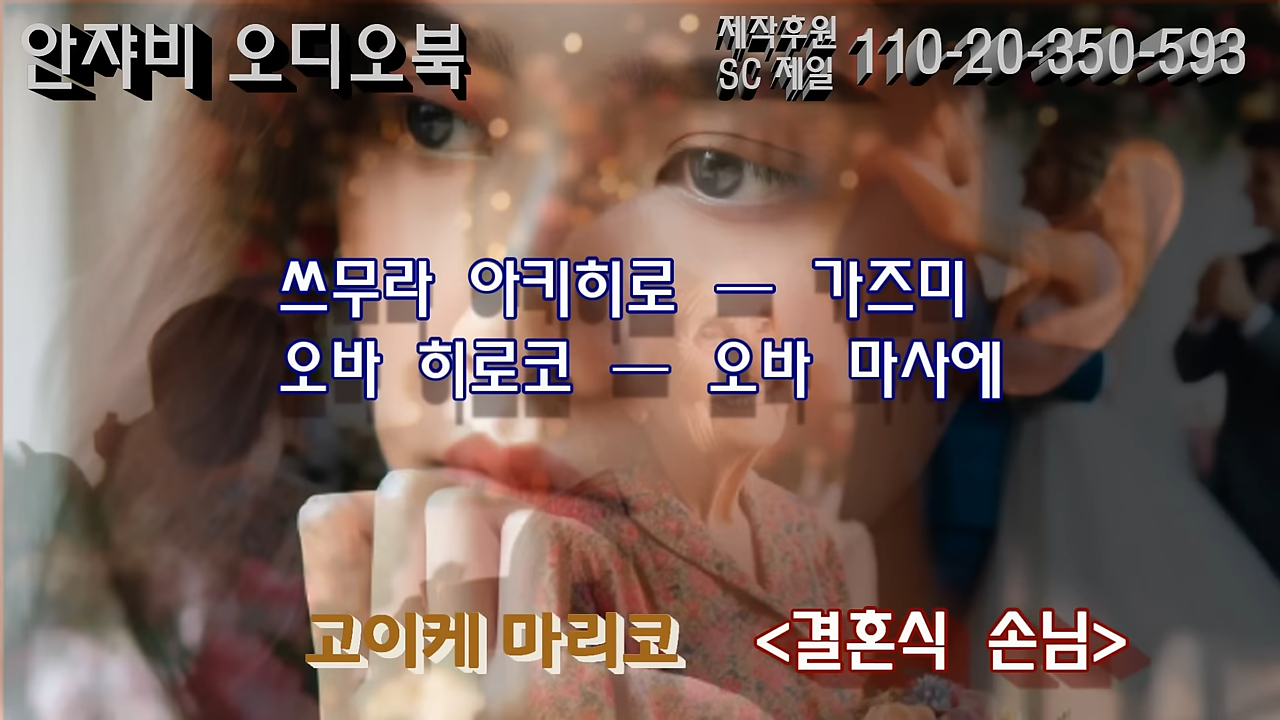 안쟈비 오디오북
제작후원
SC 제일
110-20-350-593
쓰무라 아키히로 — 가즈미
오바 히로코 — 오바 마사에
고이케 마리코
<결혼식 손님>